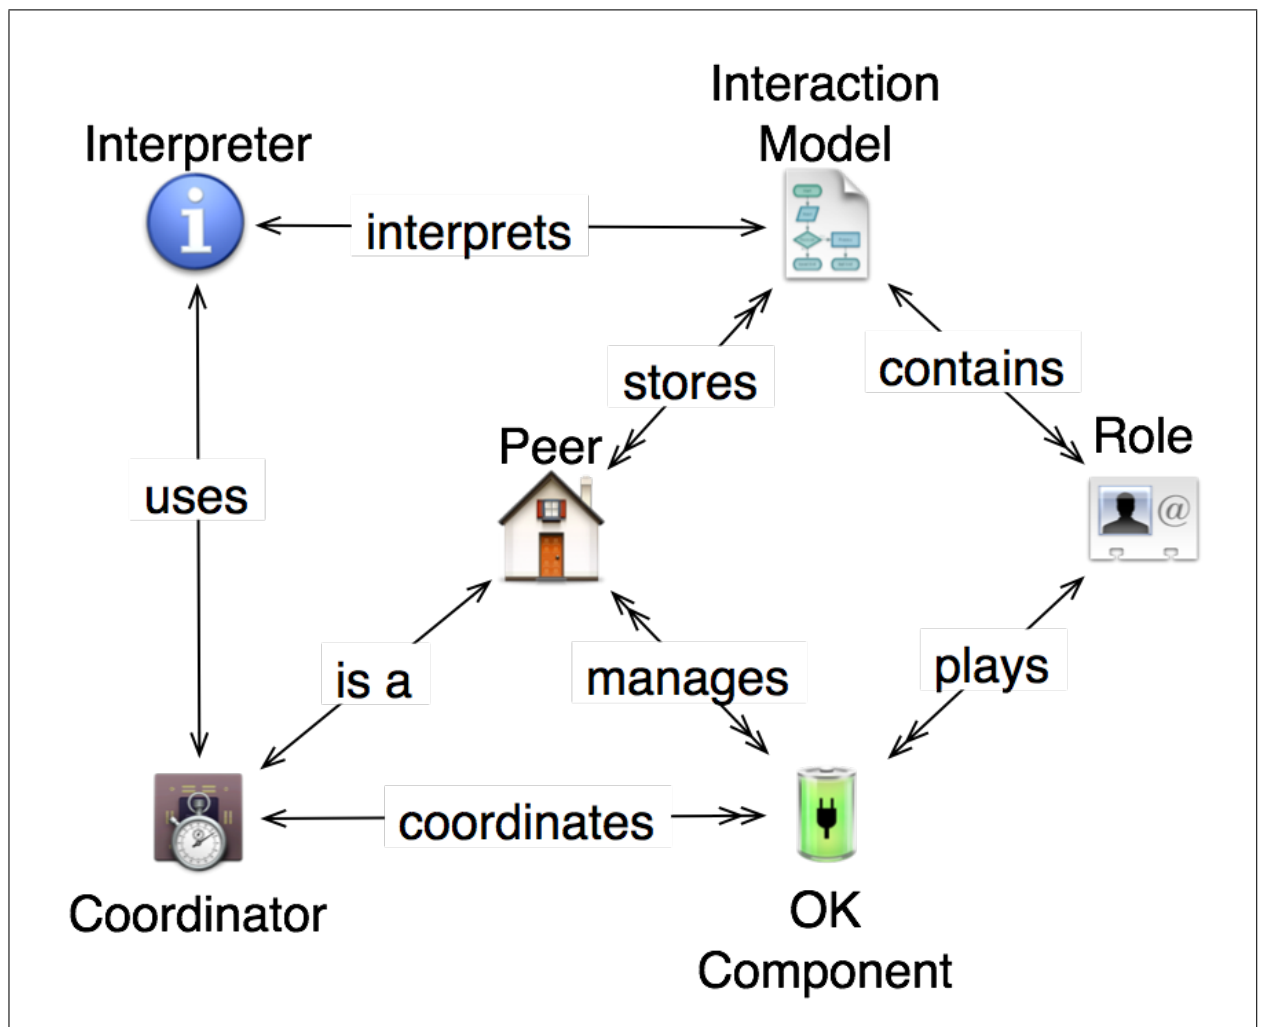 Interaction
Model
Interpreter
interprets
stores
contains
Peer
Role
@
uses
is a
manages
plays
coordinates
Coordinator
OK
Component